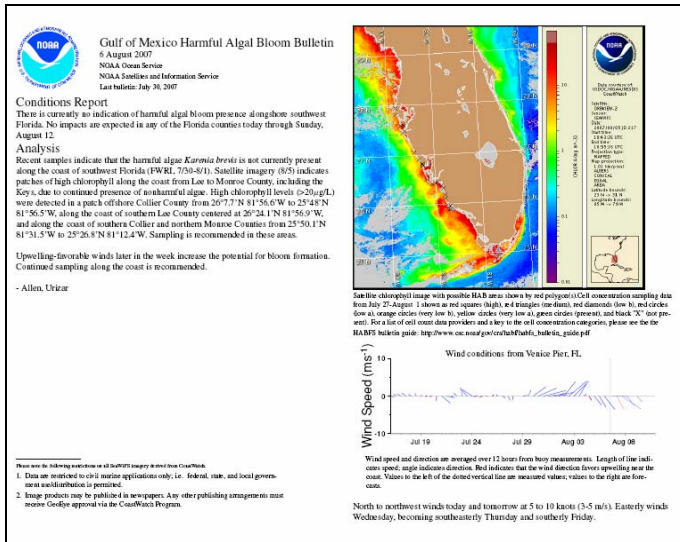 NOAA
Gulf of Mexico Harmful Algal Bloom Bulletin
6 August 2007
NOAA Ocean Service
NOAA Satellites and Information Service
Last bulletin: July 30, 2007
Conditions Report
There is currently no indication of harmful algal bloom presence alongshore southwest
Florida. No impacts are expected in any of the Florida counties today through Sunday,
August 12.
Analysis
Recent samples indicate that the harmful algae Karenia brevis is not currently present
along the coast of southwest Florida (FWRI, 7/30-8/1). Satellite imagery (8/5) indicates
patches of high chlorophyll along the coast from Lee to Monroe County, including the
Keys, due to continued presence of nonharmful algae. High chlorophyll levels (>20µg/L)
were detected in a patch offshore Collier County from 26°7.7'N 81°56.6'W to 25°48'N
81°56.5'W, along the coast of southern Lee County centered at 26°24.1'N 81°56.9'W,
and along the coast of southern Collier and northern Monroe Counties from 25°50.1'N
81°31.5'W to 25°26.8'N 81°12.4'W. Sampling is recommended in these areas.
Upwelling-favorable winds later in the week increase the potential for bloom formation.
Continued sampling along the coast is recommended.
- Allen, Urizar
Please note the following restrictions on all SeaWiFS imagery derived from CoastWatch.
1. Data are restricted to civil marine applications only; i.e. federal, state, and local govern-
ment use/distribution is permitted.
2. Image products may be published in newspapers. Any other publishing arrangements must
receive GeoEye approval via the CoastWatch Program.
NOAA
Satellite chlorophyll image with possible HAB areas shown by red polygon(s).Cell concentration sampling data
from July 27-August 1 shown as red squares (high), red triangles (medium), red diamonds (low b), red circles
(low a), orange circles (very low b), yellow circles (very low a), green circles (present), and black "X" (not pre-
sent). For a list of cell count data providers and a key to the cell concentration categories, please see the the
HABFS bulletin guide: http://www.csc.noaa.gov/crs/habf/habfs_bulletin_guide.pdf
Wind conditions from Venice Pier, FL
Wind Speed (ms⁻¹)
10
0
-10
Jul 19 Jul 24 Jul 29 Aug 03 Aug 08
Wind speed and direction are averaged over 12 hours from buoy measurements. Length of line indi-
cates speed; angle indicates direction. Red indicates that the wind direction favors upwelling near the
coast. Values to the left of the dotted vertical line are measured values; values to the right are fore-
casts.
North to northwest winds today and tomorrow at 5 to 10 knots (3-5 m/s). Easterly winds
Wednesday, becoming southeasterly Thursday and southerly Friday.